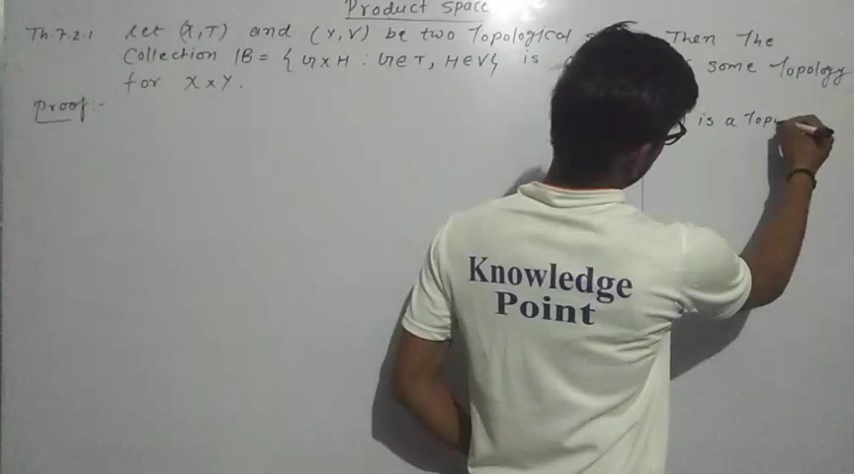 Product Space
Th.7.2.1 Let (X,T) and (Y,V) be two Topological Then The
Collection IB = { G×H : G∈T, H∈V} is some Topology
for X×Y.
Proof:-
is a Top
Knowledge
Point